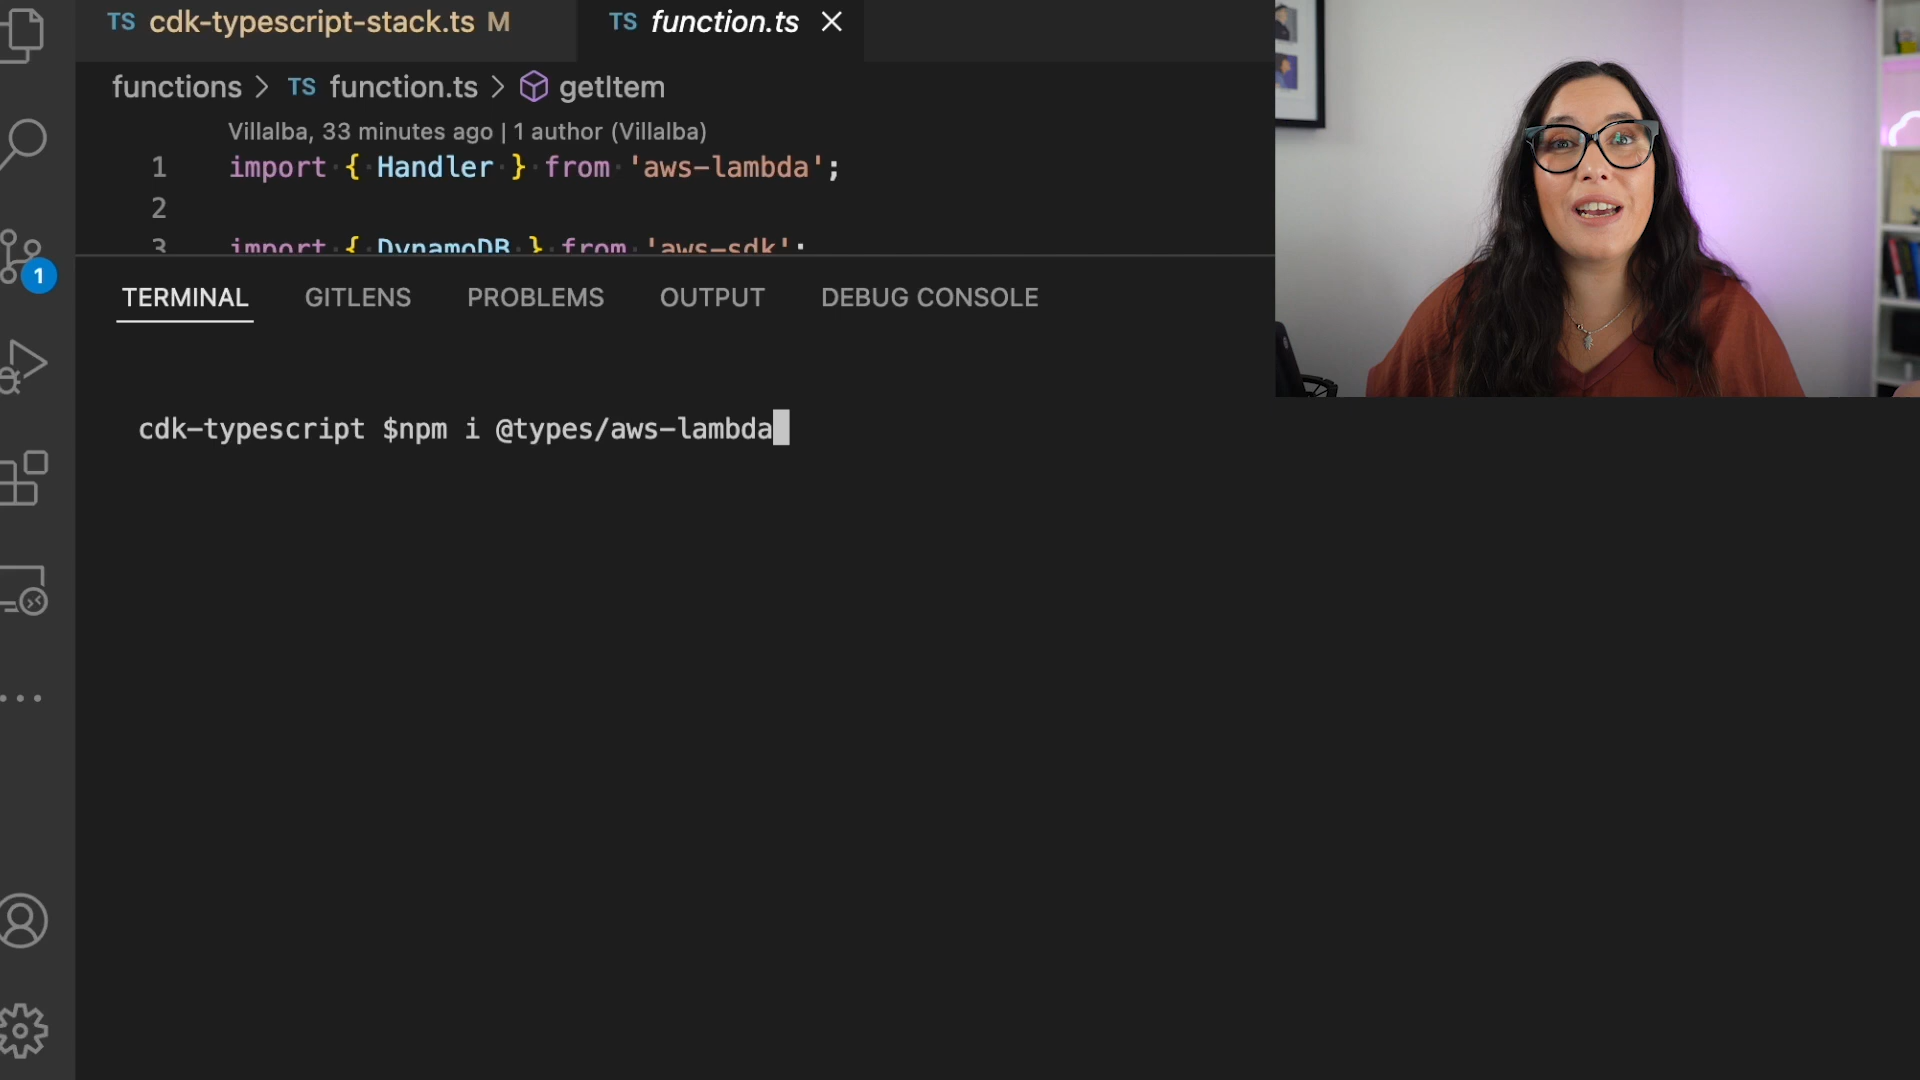 TS cdk-typescript-stack.ts M
TS function.ts
functions > TS function.ts > getItem
Villalba, 33 minutes ago | 1 author (Villalba)
1 import { Handler } from 'aws-lambda';
2
3 import { DynamoDB } from 'aws-sdk';
1
TERMINAL GITLENS PROBLEMS OUTPUT DEBUG CONSOLE
cdk-typescript $npm i @types/aws-lambda